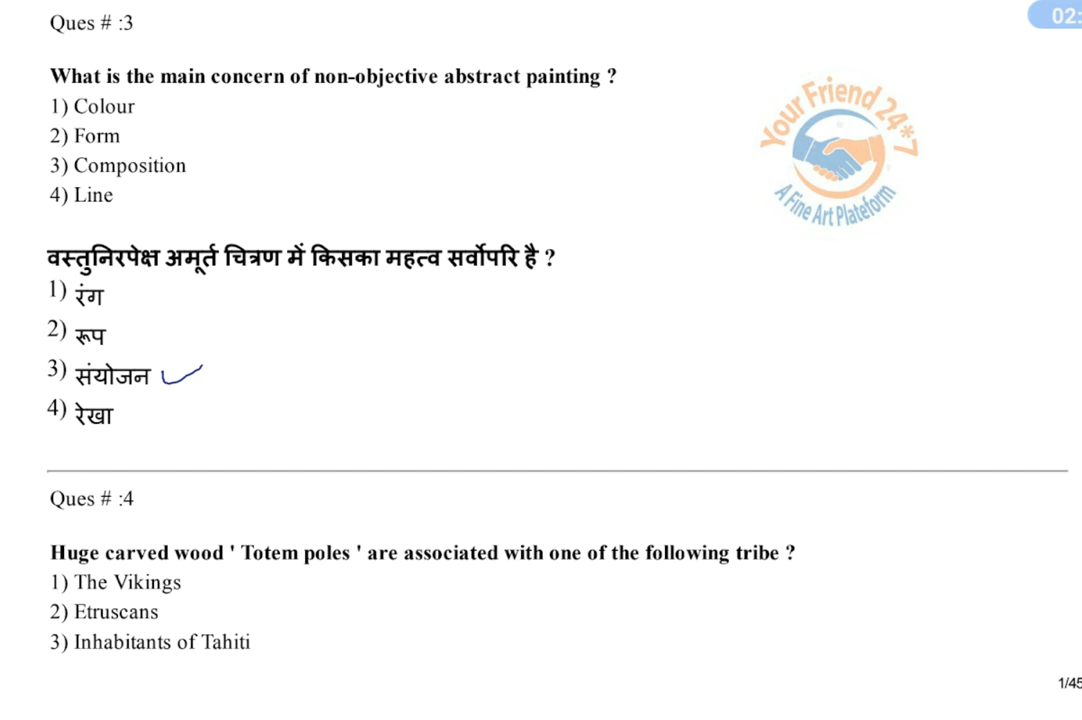 Ques # :3
02:
What is the main concern of non-objective abstract painting ?
1) Colour
2) Form
3) Composition
4) Line
Your Friend 24*7
A Fine Art Plateform
वस्तुनिरपेक्ष अमूर्त चित्रण में किसका महत्व सर्वोपरि है ?
1) रंग
2) रूप
3) संयोजन
4) रेखा
Ques # :4
Huge carved wood ' Totem poles ' are associated with one of the following tribe ?
1) The Vikings
2) Etruscans
3) Inhabitants of Tahiti
1/45